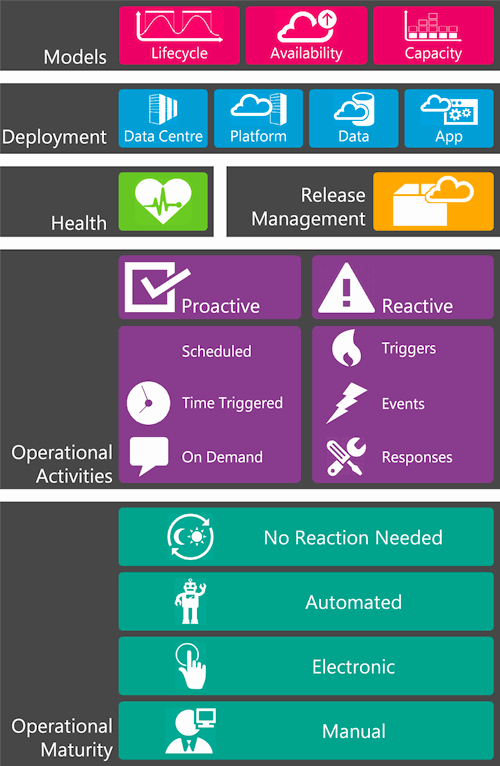 Models
Lifecycle
Availability
Capacity
Deployment
Data Centre
Platform
Data
App
Health
Release
Management
Operational
Activities
Proactive
Reactive
Scheduled
Time Triggered
On Demand
Triggers
Events
Responses
Operational
Maturity
No Reaction Needed
Automated
Electronic
Manual